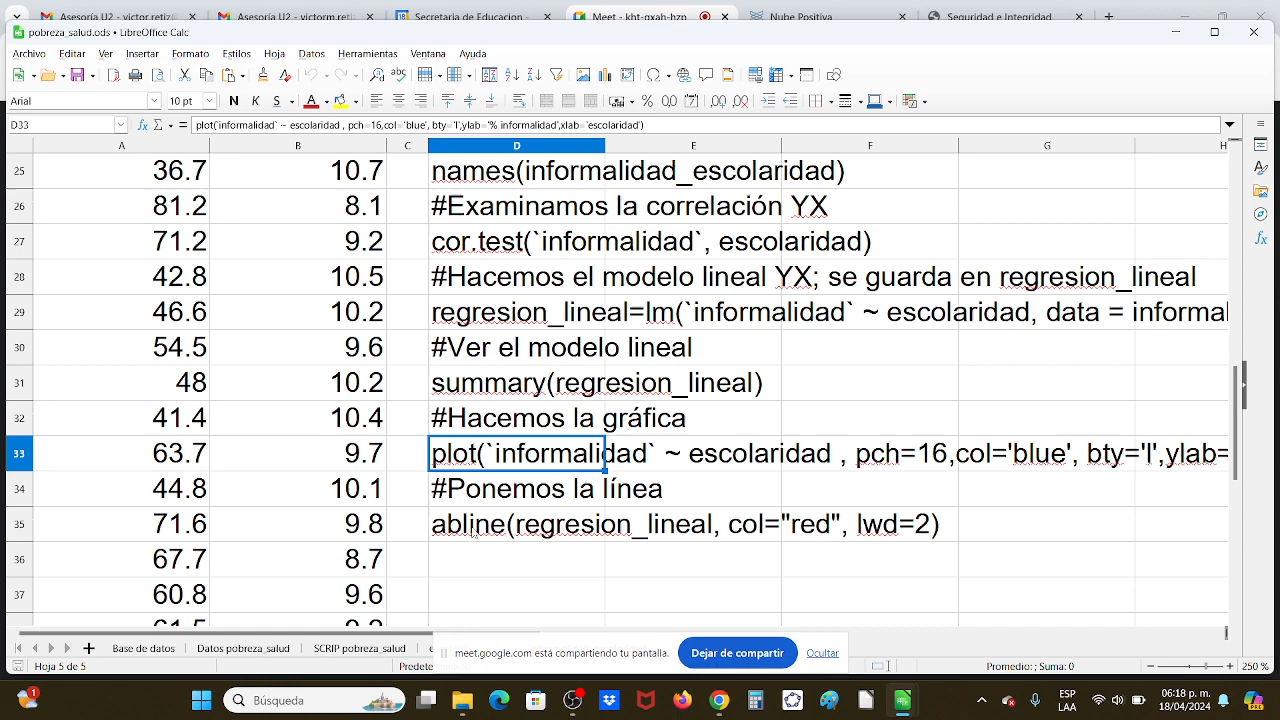 Asesoría U2 - victor.retiz@
Asesoría U2 - victorm.reti
Secretaria de Educacion -
Meet - kht-pxah-hzp
Nube Positiva
Seguridad e Integridad
pobreza_salud.ods • LibreOffice Calc
Archivo Editar Ver Insertar Formato Estilos Hoja Datos Herramientas Ventana Ayuda
Arial 10 pt N K S
D33 plot(`informalidad` ~ escolaridad , pch=16,col='blue', bty='l',ylab='% informalidad',xlab='escolaridad')
A B C D E F G H
25 36.7 10.7 names(informalidad_escolaridad)
26 81.2 8.1 #Examinamos la correlación YX
27 71.2 9.2 cor.test(`informalidad`, escolaridad)
28 42.8 10.5 #Hacemos el modelo lineal YX; se guarda en regresion_lineal
29 46.6 10.2 regresion_lineal=lm(`informalidad` ~ escolaridad, data = informal
30 54.5 9.6 #Ver el modelo lineal
31 48 10.2 summary(regresion_lineal)
32 41.4 10.4 #Hacemos la gráfica
33 63.7 9.7 plot(`informalidad` ~ escolaridad , pch=16,col='blue', bty='l',ylab=
34 44.8 10.1 #Ponemos la línea
35 71.6 9.8 abline(regresion_lineal, col="red", lwd=2)
36 67.7 8.7
37 60.8 9.6
61.5 9.2
Base de datos Datos pobreza_salud SCRIP pobreza_salud
meet.google.com está compartiendo tu pantalla. Dejar de compartir Ocultar
Hoja 5 de 5 Predete Promedio: ; Suma: 0 250 %
1 Búsqueda ESP LAA 06:18 p. m. 18/04/2024